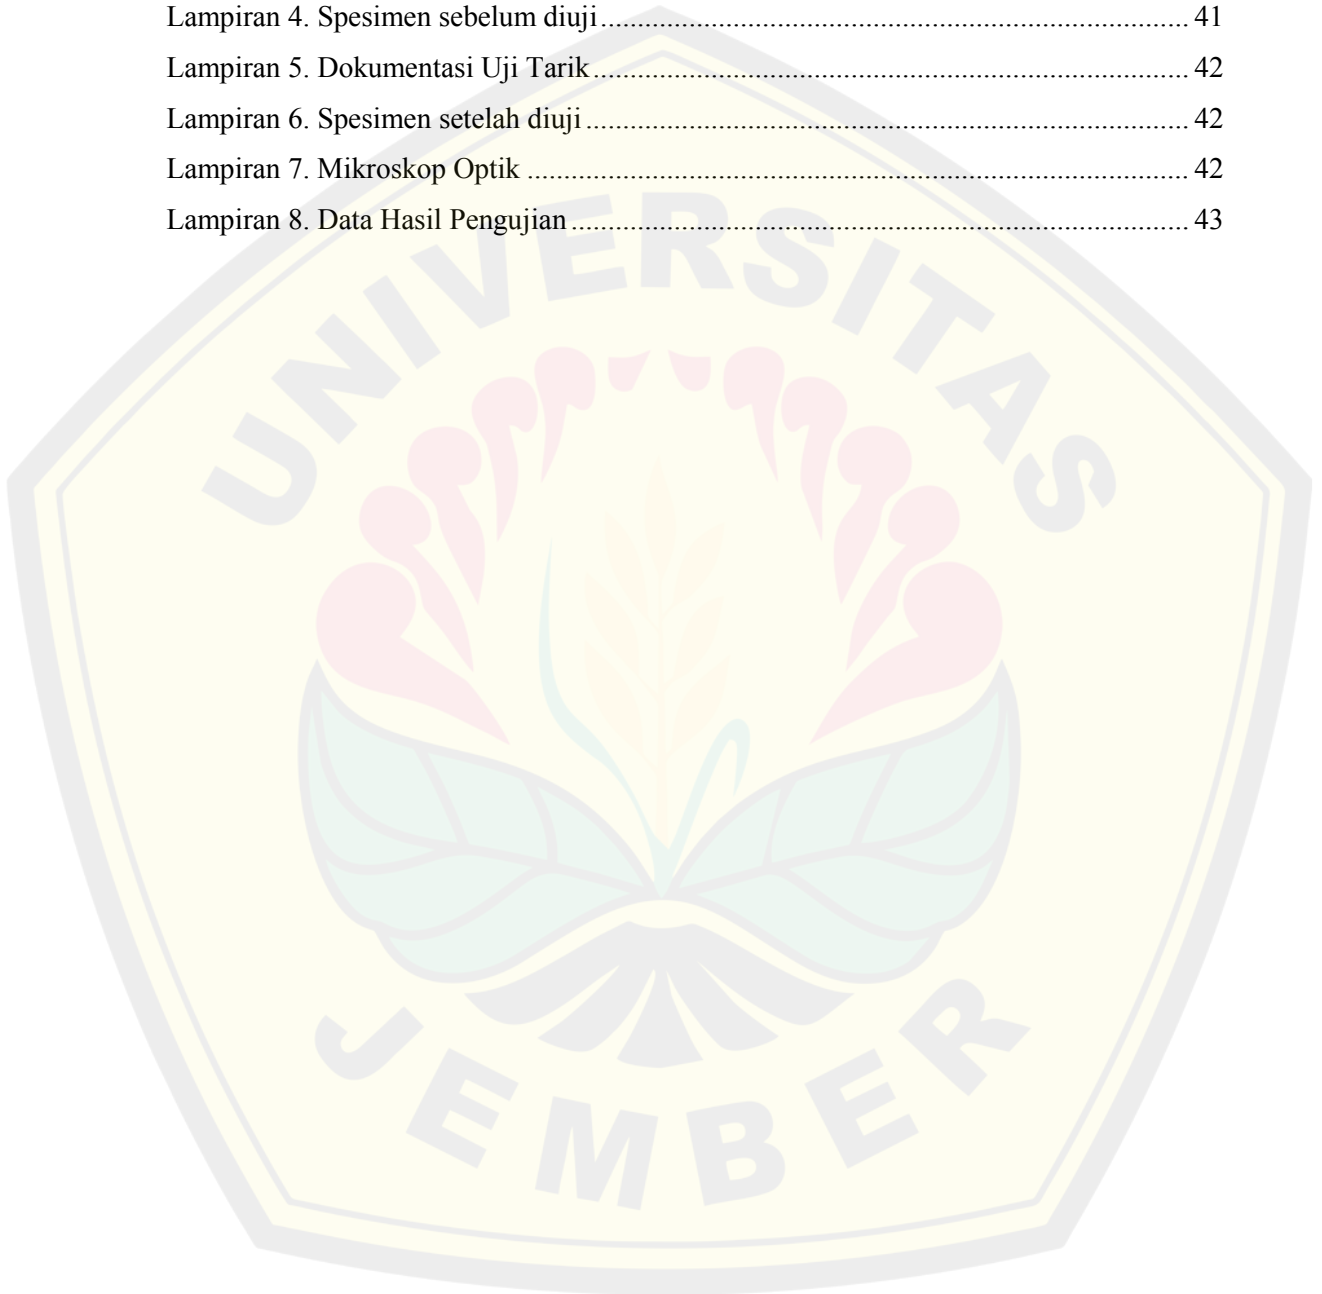 Lampiran 4. Spesimen sebelum diuji................................................................................ 41
Lampiran 5. Dokumentasi Uji Tarik................................................................................ 42
Lampiran 6. Spesimen setelah diuji................................................................................ 42
Lampiran 7. Mikroskop Optik ......................................................................................... 42
Lampiran 8. Data Hasil Pengujian ................................................................................... 43
UNIVERSITAS
JEMBER